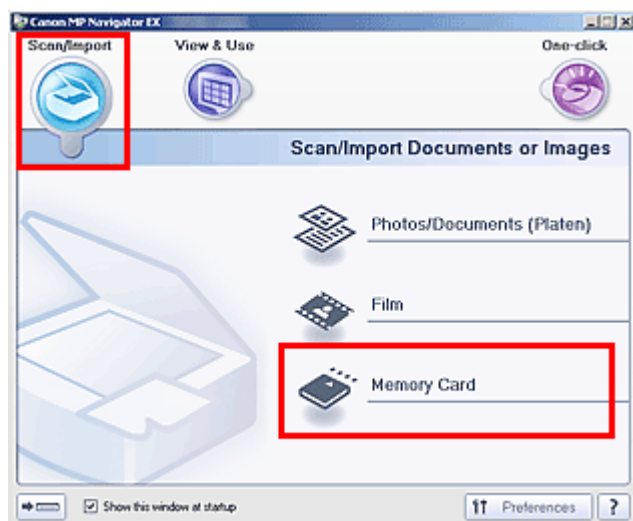 Canon MP Navigator EX
Scan/Import View & Use One-click
Scan/Import Documents or Images
Photos/Documents (Platen)
Film
Memory Card
Show this window at startup Preferences ?